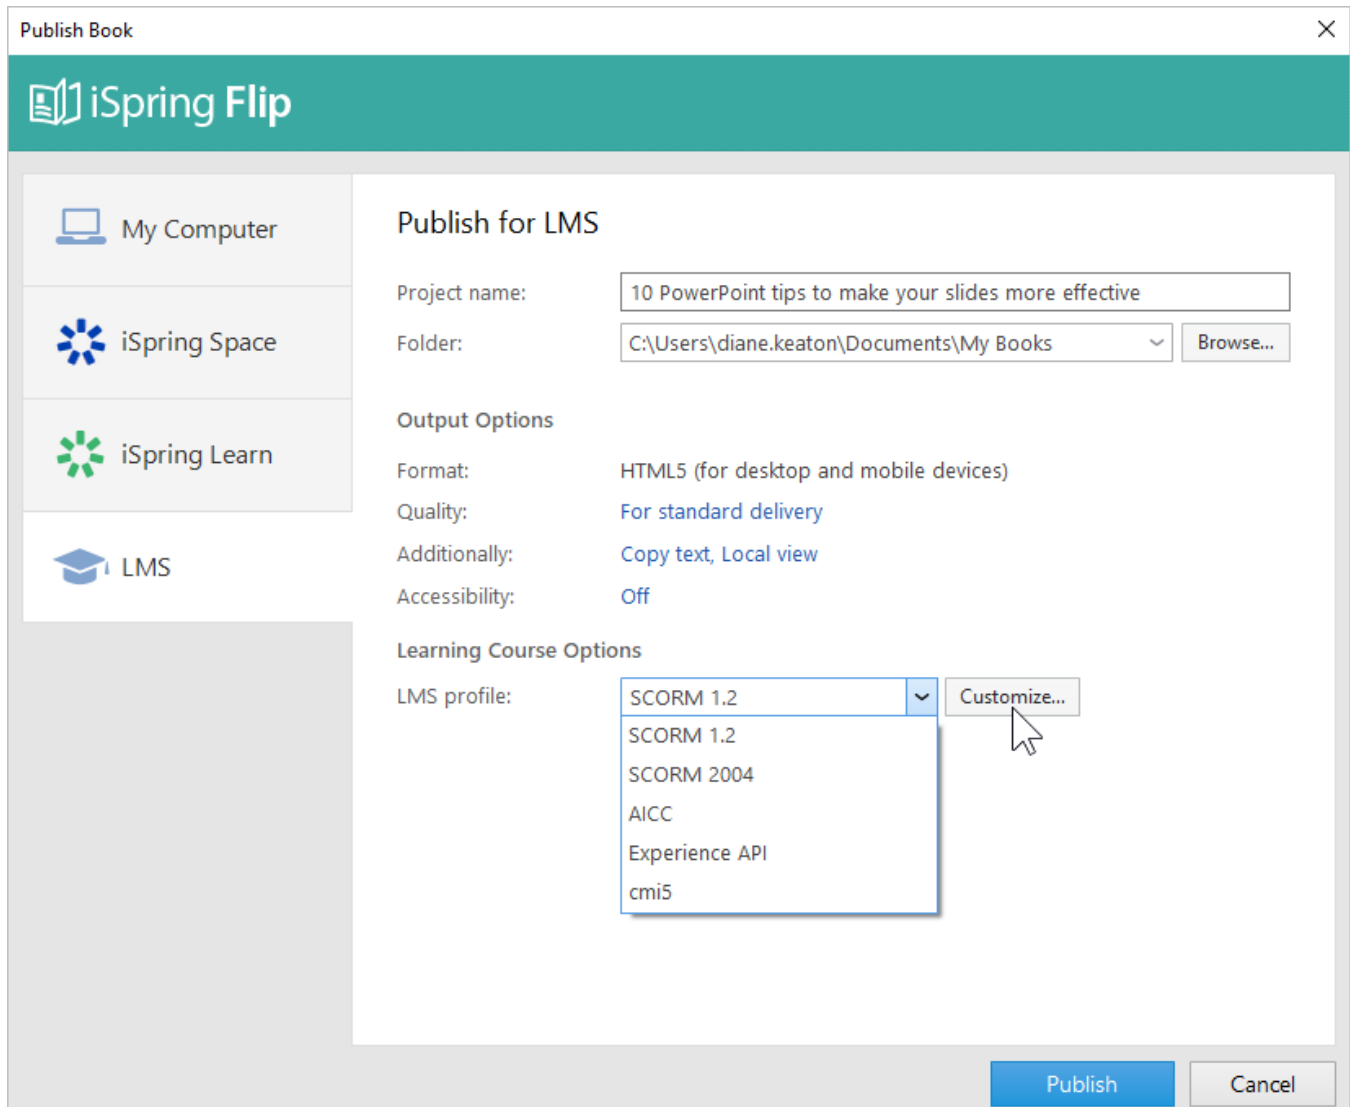 Publish Book
iSpring Flip
My Computer
iSpring Space
iSpring Learn
LMS
Publish for LMS
Project name: 10 PowerPoint tips to make your slides more effective
Folder: C:\Users\diane.keaton\Documents\My Books Browse...
Output Options
Format: HTML5 (for desktop and mobile devices)
Quality: For standard delivery
Additionally: Copy text, Local view
Accessibility: Off
Learning Course Options
LMS profile: SCORM 1.2 Customize...
SCORM 1.2
SCORM 2004
AICC
Experience API
cmi5
Publish Cancel